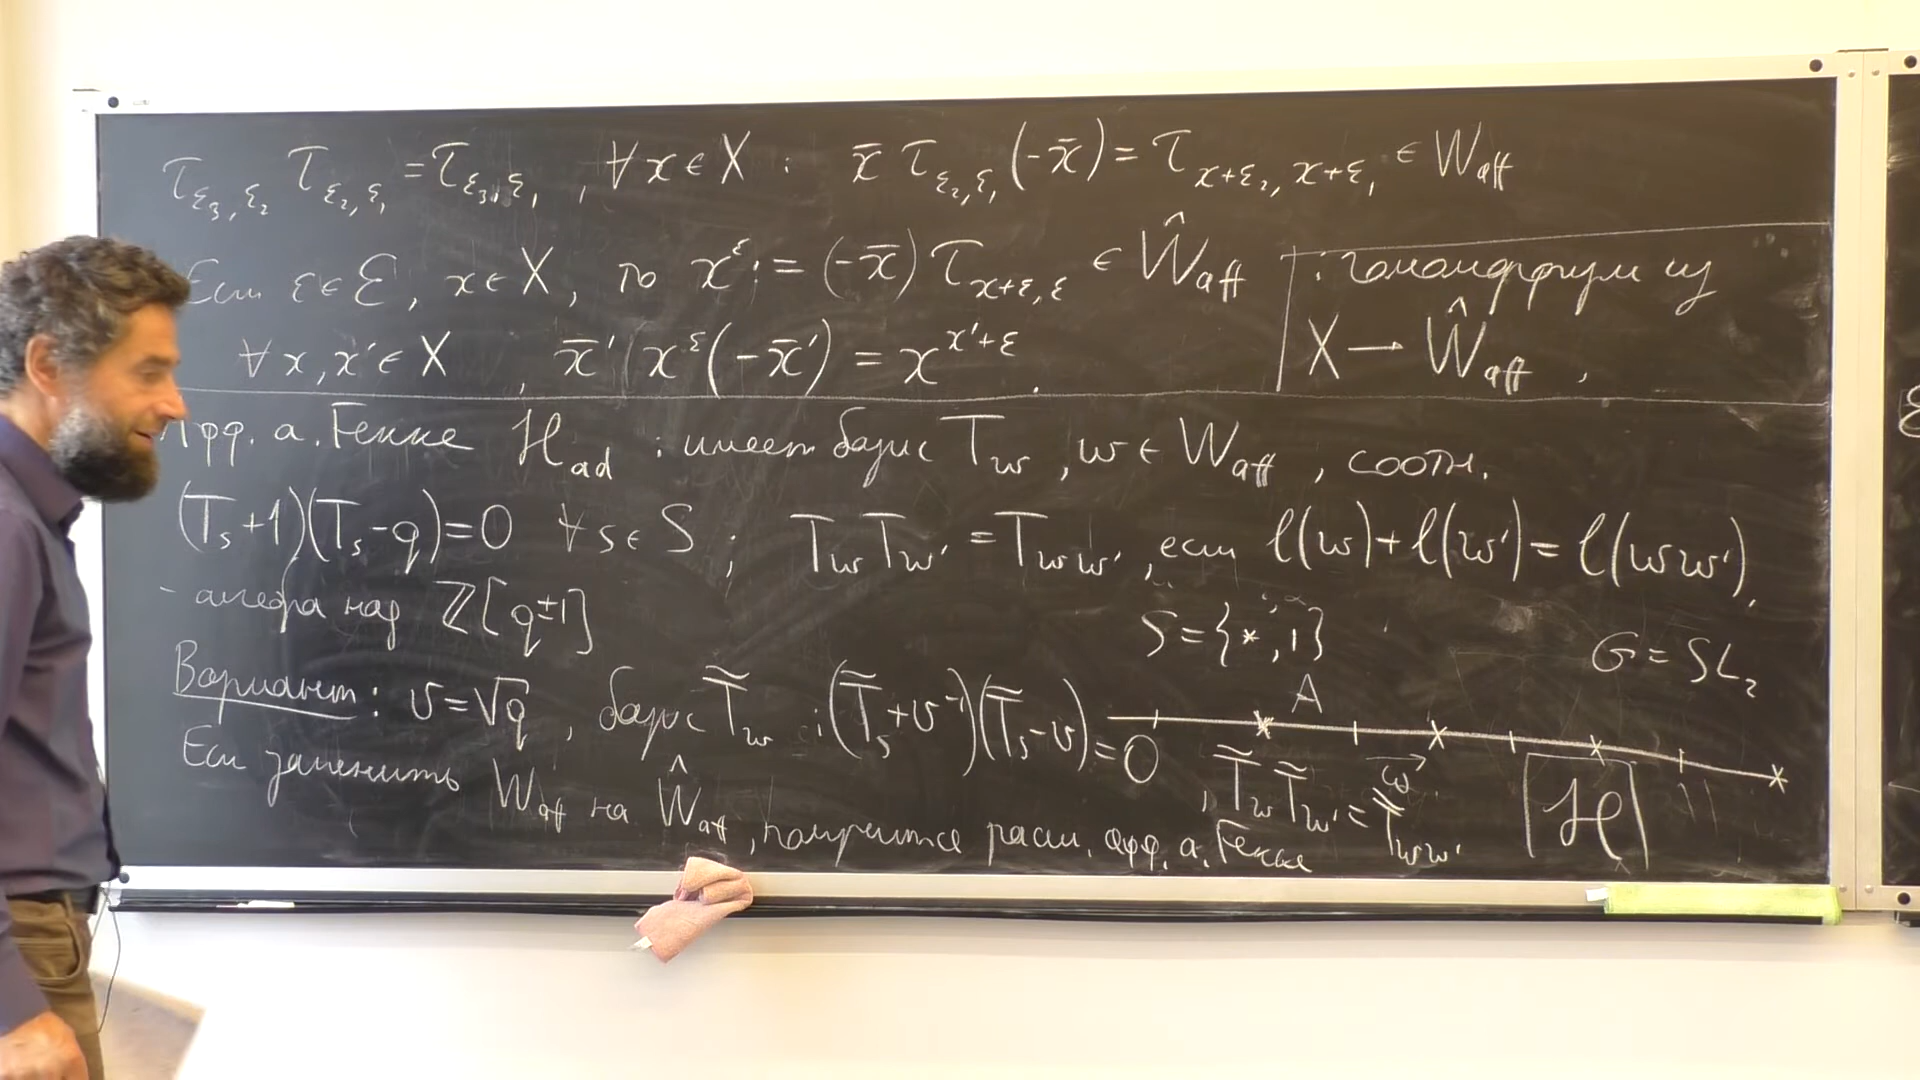 τ_{ε₃,ε₂} τ_{ε₂,ε₁} = τ_{ε₃,ε₁}, ∀x∈X : x̄ τ_{ε₂,ε₁}(-x̄) = τ_{x+ε₂, x+ε₁} ∈ W_aff
Если ε∈Ɛ, x∈X, то x^ε := (-x̄) τ_{x+ε,ε} ∈ Ŵ_aff
: гомоморфизм из
X → Ŵ_aff,
∀x,x'∈X, x̄' x^ε(-x̄') = x^{x'+ε}.
Афф. а. Гекке H_ad : имеет базис T_w, w∈W_aff, соотн.
(T_s+1)(T_s-q)=0 ∀s∈S ; T_w T_w' = T_ww', если l(w)+l(w')=l(ww').
- алгебра над ℤ[q^{±1}]
S={*,1}
G=SL₂
A
Вариант: v=√q, базис T̃_w : (T̃_s+v^{-1})(T̃_s-v)=0, T̃_w T̃_w' = T̃_ww'
ω
Если заменить W_aff на Ŵ_aff, получится расш. афф. а. Гекке
H